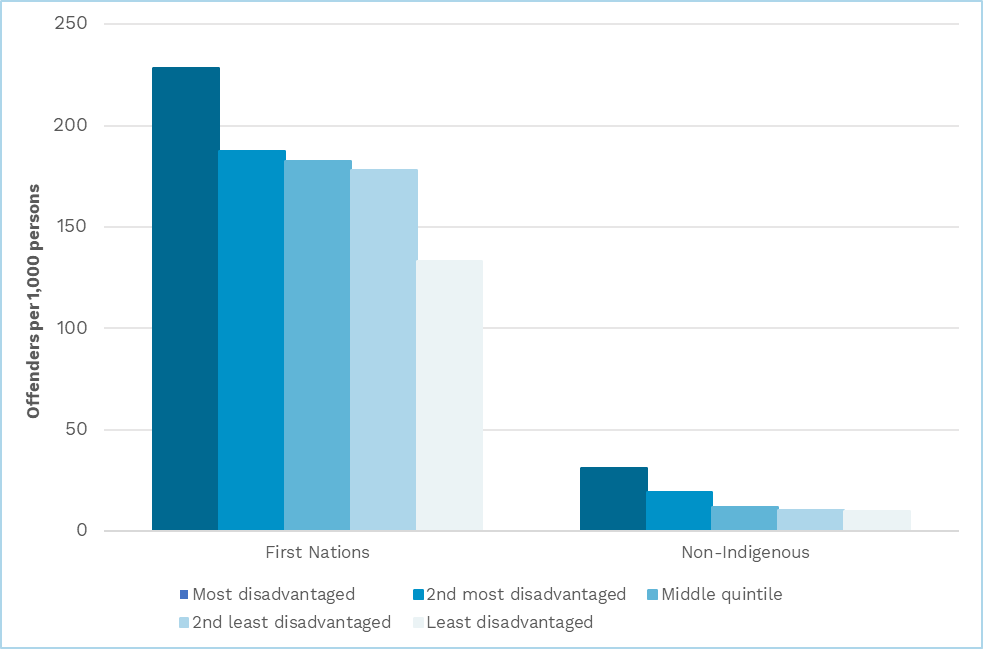 250
200
150
100
50
0
Offenders per 1,000 persons
First Nations
Non-Indigenous
Most disadvantaged
2nd most disadvantaged
Middle quintile
2nd least disadvantaged
Least disadvantaged